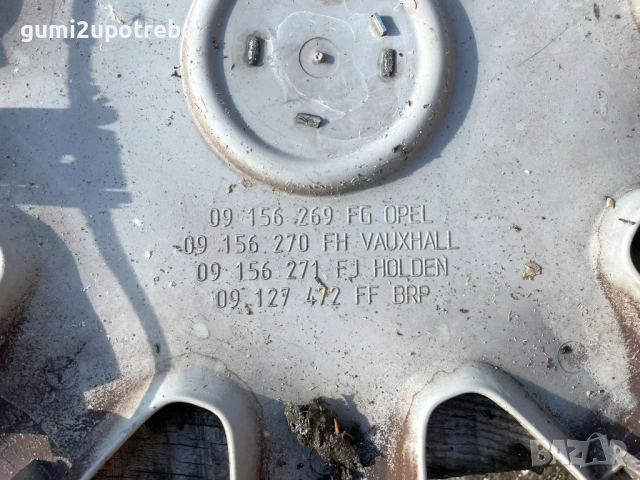 © gumi2upotreba
09 156 269 FG OPEL
09 156 270 FH VAUXHALL
09 156 271 FJ HOLDEN
09 127 472 FF BRP
BAZAR